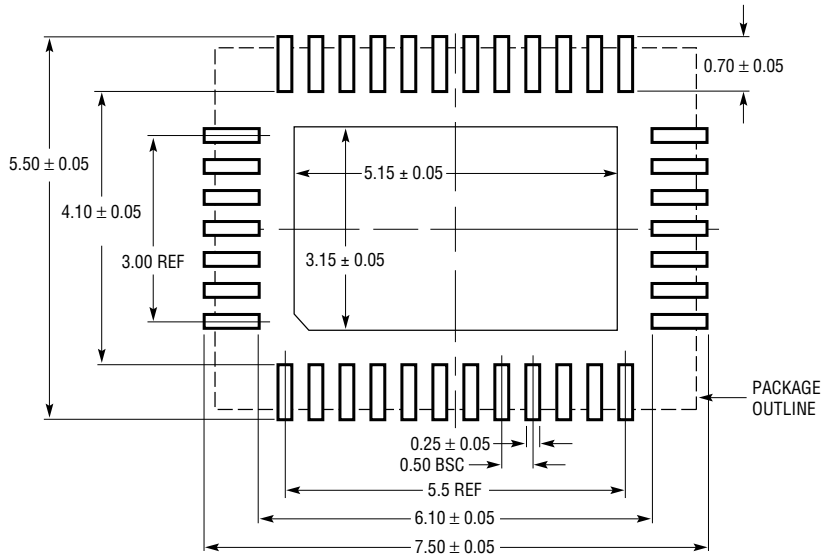 0.70 ± 0.05
5.50 ± 0.05
5.15 ± 0.05
4.10 ± 0.05
3.00 REF
3.15 ± 0.05
PACKAGE
OUTLINE
0.25 ± 0.05
0.50 BSC
5.5 REF
6.10 ± 0.05
7.50 ± 0.05